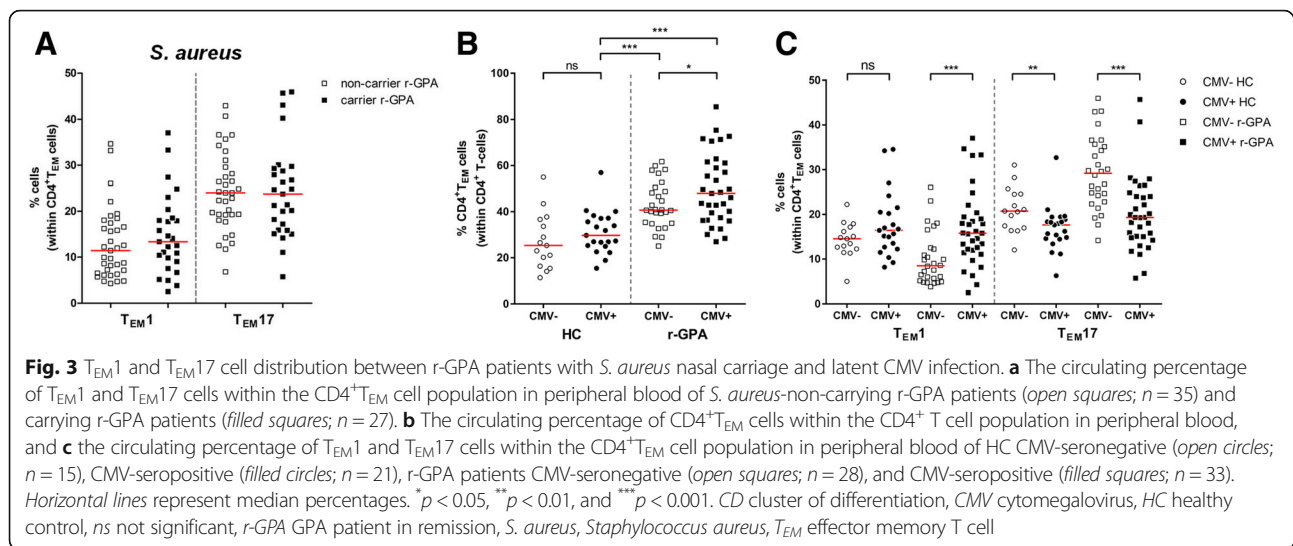 A
S. aureus
□ non-carrier r-GPA
■ carrier r-GPA
% cells
(within CD4⁺T_EM cells)
50
40
30
20
10
0
T_EM1
T_EM17
B
***
***
ns
*
% CD4⁺T_EM cells
(within CD4⁺ T-cells)
100
80
60
40
20
0
CMV- CMV+ CMV- CMV+
HC
r-GPA
C
ns
***
**
***
○ CMV- HC
● CMV+ HC
□ CMV- r-GPA
■ CMV+ r-GPA
% cells
(within CD4⁺T_EM cells)
50
40
30
20
10
0
CMV- CMV+ CMV- CMV+ CMV- CMV+ CMV- CMV+
T_EM1
T_EM17
Fig. 3 T_EM1 and T_EM17 cell distribution between r-GPA patients with S. aureus nasal carriage and latent CMV infection. a The circulating percentage
of T_EM1 and T_EM17 cells within the CD4⁺T_EM cell population in peripheral blood of S. aureus-non-carrying r-GPA patients (open squares; n = 35) and
carrying r-GPA patients (filled squares; n = 27). b The circulating percentage of CD4⁺T_EM cells within the CD4⁺ T cell population in peripheral blood,
and c the circulating percentage of T_EM1 and T_EM17 cells within the CD4⁺T_EM cell population in peripheral blood of HC CMV-seronegative (open circles;
n = 15), CMV-seropositive (filled circles; n = 21), r-GPA patients CMV-seronegative (open squares; n = 28), and CMV-seropositive (filled squares; n = 33).
Horizontal lines represent median percentages. *p < 0.05, **p < 0.01, and ***p < 0.001. CD cluster of differentiation, CMV cytomegalovirus, HC healthy
control, ns not significant, r-GPA GPA patient in remission, S. aureus, Staphylococcus aureus, T_EM effector memory T cell